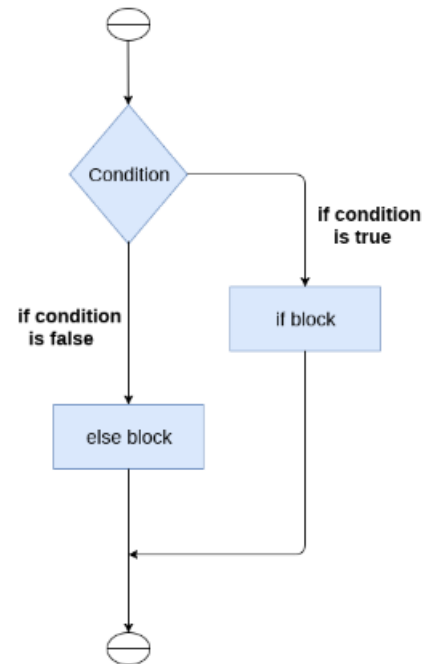 Condition
if condition
is true
if block
if condition
is false
else block